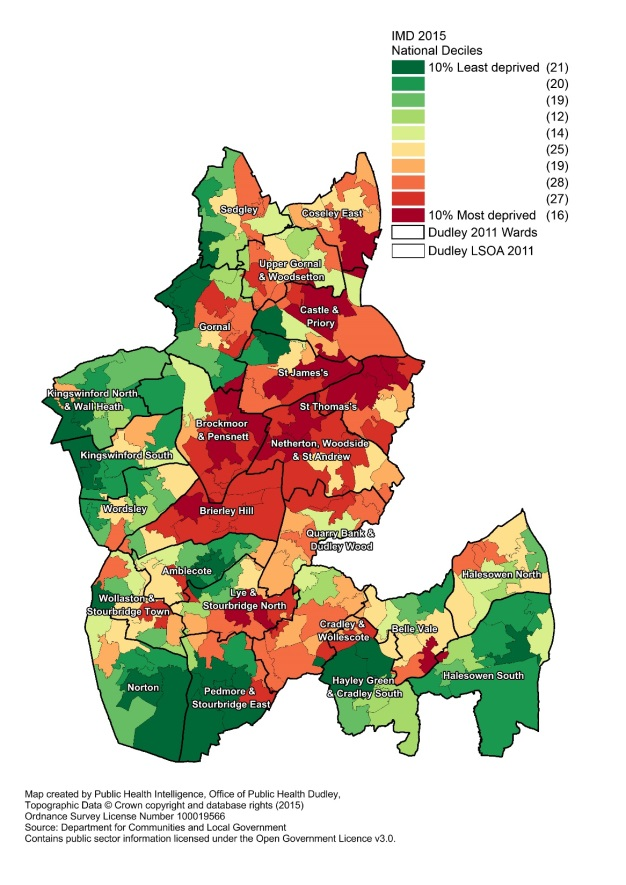 IMD 2015
National Deciles
10% Least deprived (21)
(20)
(19)
(12)
(14)
(25)
(19)
(28)
(27)
10% Most deprived (16)
Dudley 2011 Wards
Dudley LSOA 2011
Sedgley
Coseley East
Upper Gornal
& Woodsetton
Castle &
Priory
Gornal
St James's
Kingswinford North
& Wall Heath
St Thomas's
Brockmoor
& Pensnett
Netherton, Woodside
& St Andrew
Kingswinford South
Wordsley
Brierley Hill
Quarry Bank &
Dudley Wood
Amblecote
Halesowen North
Wollaston &
Stourbridge Town
Lye &
Stourbridge North
Cradley &
Wollescote
Belle Vale
Norton
Pedmore &
Stourbridge East
Hayley Green
& Cradley South
Halesowen South
Map created by Public Health Intelligence, Office of Public Health Dudley,
Topographic Data © Crown copyright and database rights (2015)
Ordnance Survey License Number 100019566
Source: Department for Communities and Local Government
Contains public sector information licensed under the Open Government Licence v3.0.